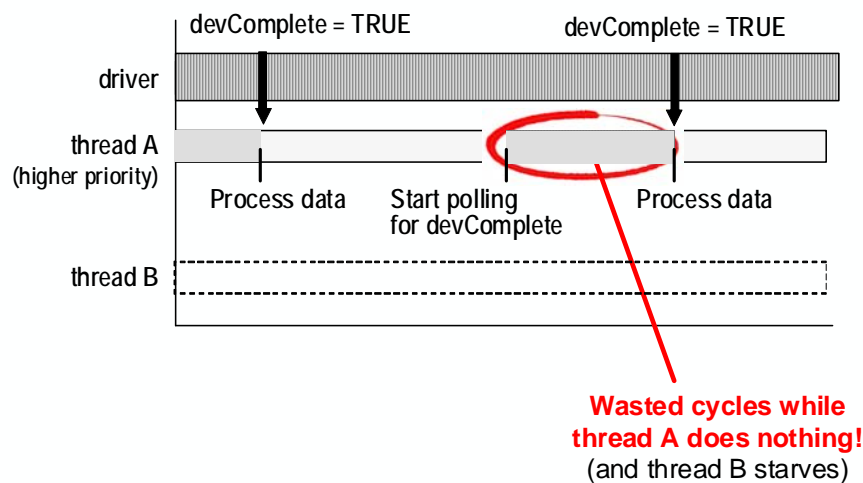 devComplete = TRUE
devComplete = TRUE
driver
thread A
(higher priority)
Process data
Start polling
for devComplete
Process data
thread B
Wasted cycles while
thread A does nothing!
(and thread B starves)